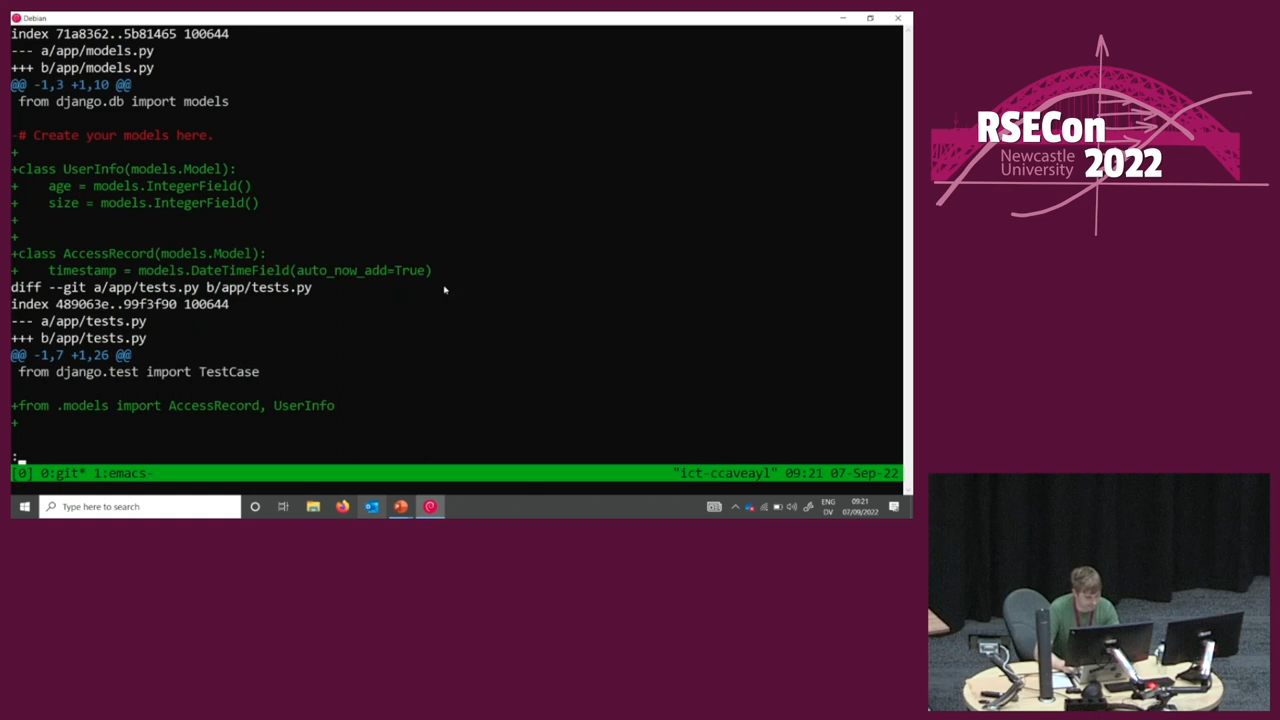 Debian
index 71a8362..5b81465 100644
--- a/app/models.py
+++ b/app/models.py
@@ -1,3 +1,10 @@
 from django.db import models
-# Create your models here.
+
+class UserInfo(models.Model):
+    age = models.IntegerField()
+    size = models.IntegerField()
+
+
+class AccessRecord(models.Model):
+    timestamp = models.DateTimeField(auto_now_add=True)
diff --git a/app/tests.py b/app/tests.py
index 489063e..99f3f90 100644
--- a/app/tests.py
+++ b/app/tests.py
@@ -1,7 +1,26 @@
 from django.test import TestCase
+from .models import AccessRecord, UserInfo
+
:
[0] 0:git* 1:emacs- "ict-ccaveayl" 09:21 07-Sep-22
Type here to search
ENG
DV
09:21
07/09/2022
RSECon
Newcastle
University
2022